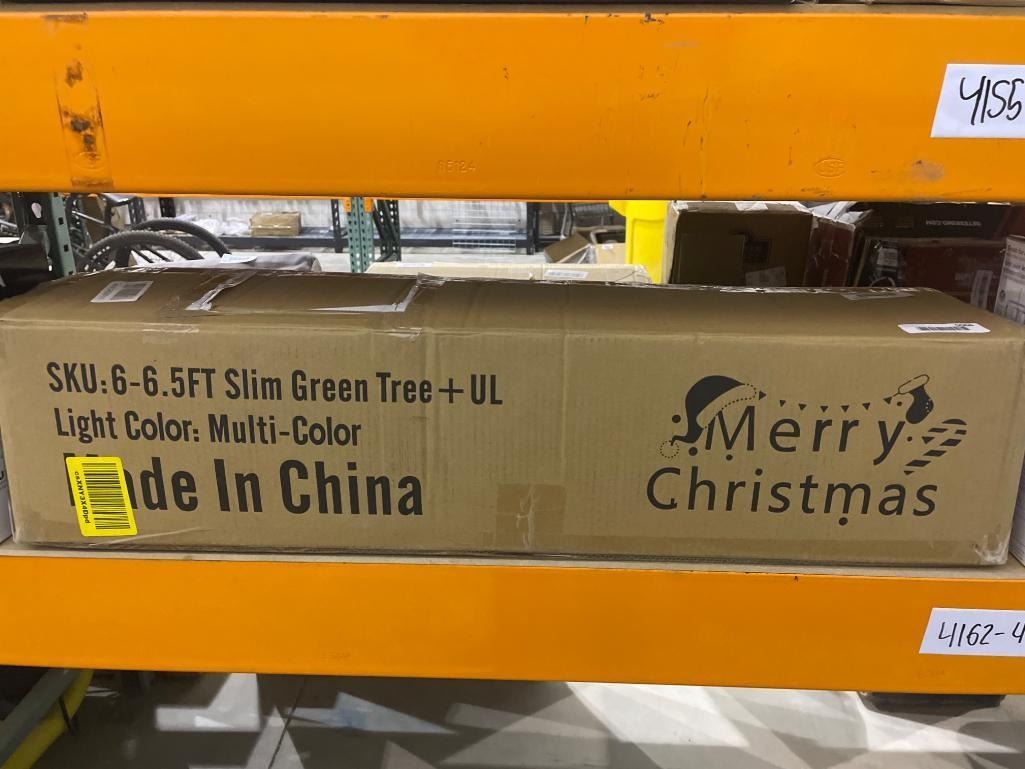 4155
SKU:6-6.5FT Slim Green Tree+UL
Light Color: Multi-Color
Made In China
Merry
Christmas
4162-4